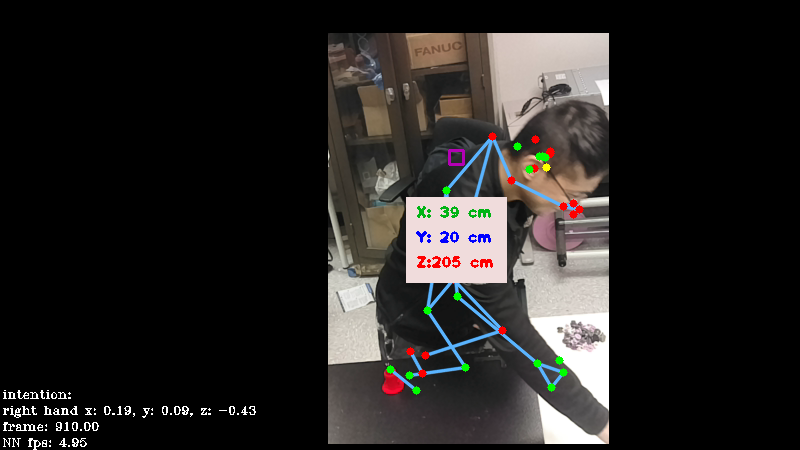 FANUC
X: 39 cm
Y: 20 cm
Z:205 cm
intention:
right hand x: 0.19, y: 0.09, z: −0.43
frame: 910.00
NN fps: 4.95